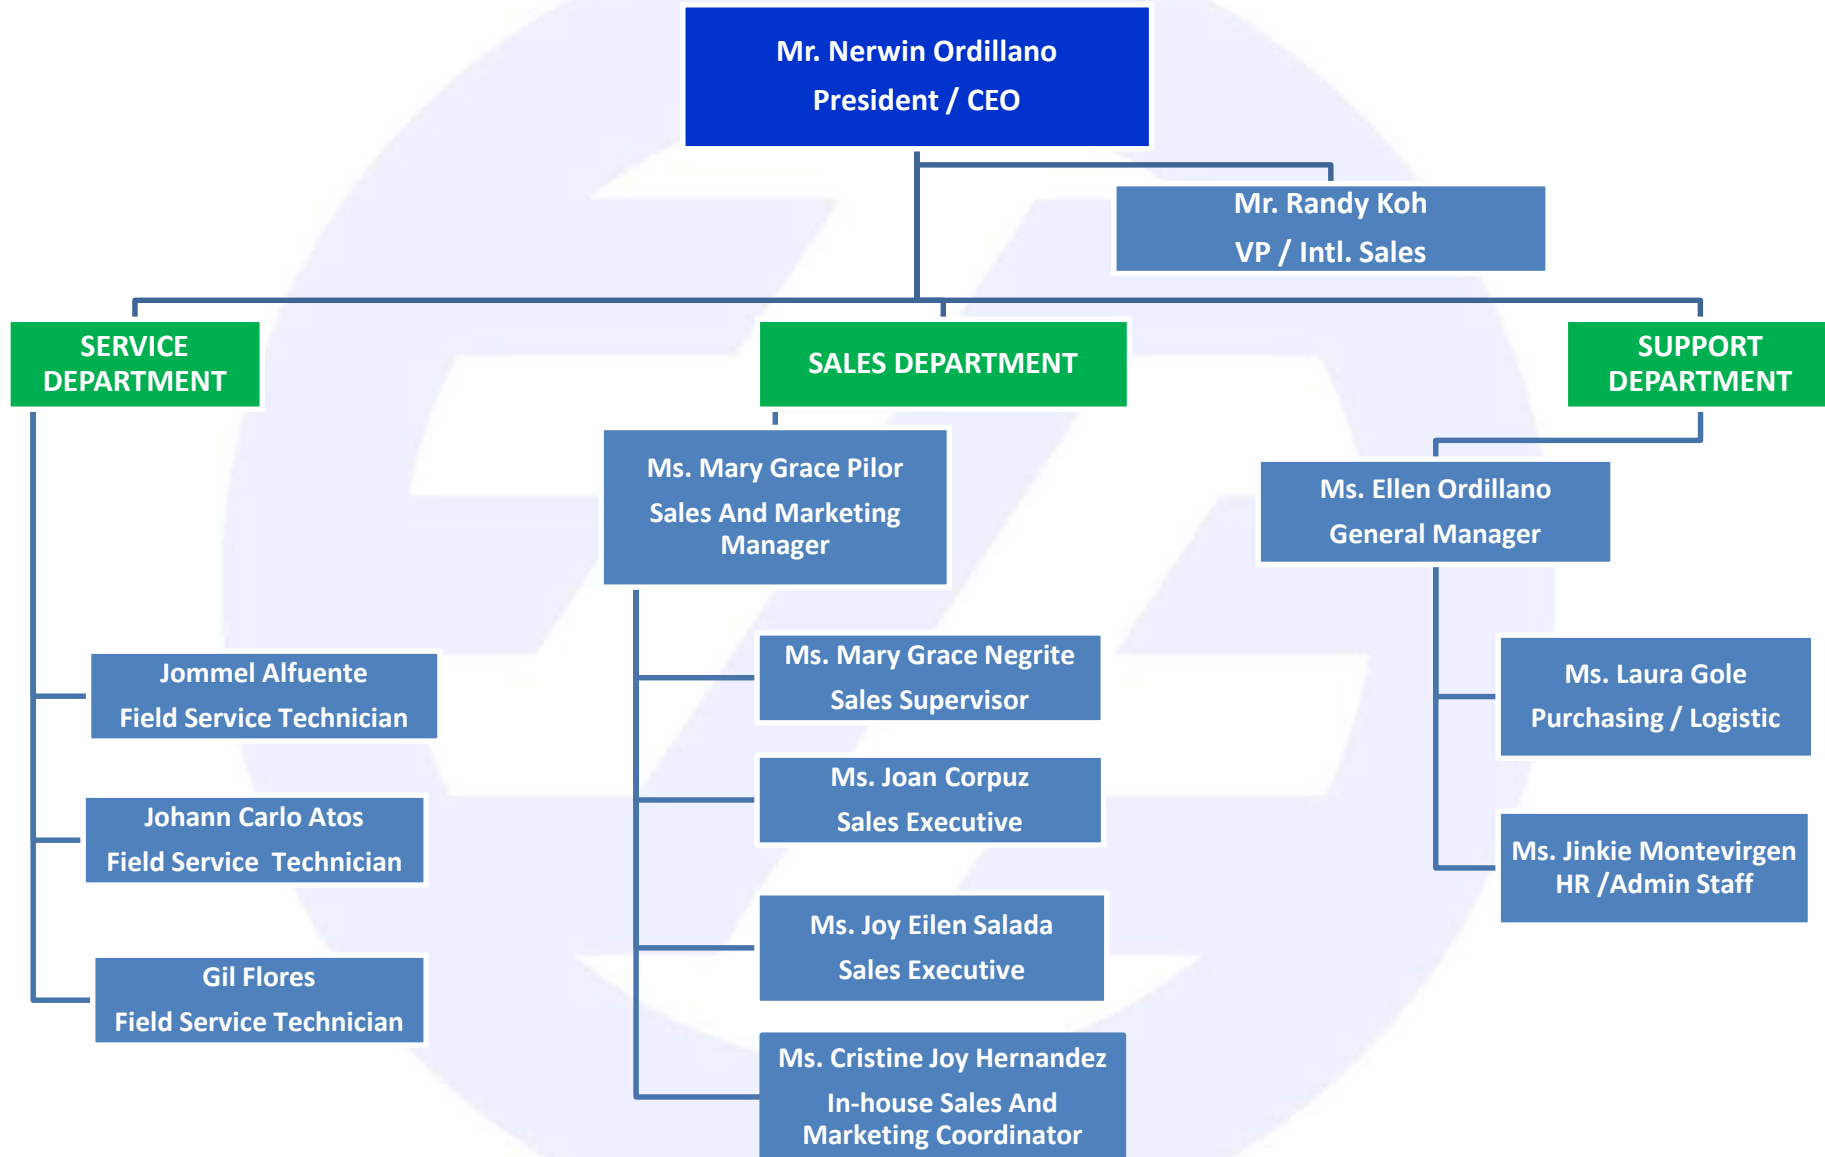 Mr. Nerwin Ordillano
President / CEO
Mr. Randy Koh
VP / Intl. Sales
SERVICE
DEPARTMENT
SALES DEPARTMENT
SUPPORT
DEPARTMENT
Ms. Mary Grace Pilor
Sales And Marketing
Manager
Ms. Ellen Ordillano
General Manager
Jommel Alfuente
Field Service Technician
Johann Carlo Atos
Field Service  Technician
Gil Flores
Field Service Technician
Ms. Mary Grace Negrite
Sales Supervisor
Ms. Joan Corpuz
Sales Executive
Ms. Joy Eilen Salada
Sales Executive
Ms. Cristine Joy Hernandez
In-house Sales And
Marketing Coordinator
Ms. Laura Gole
Purchasing / Logistic
Ms. Jinkie Montevirgen
HR /Admin Staff